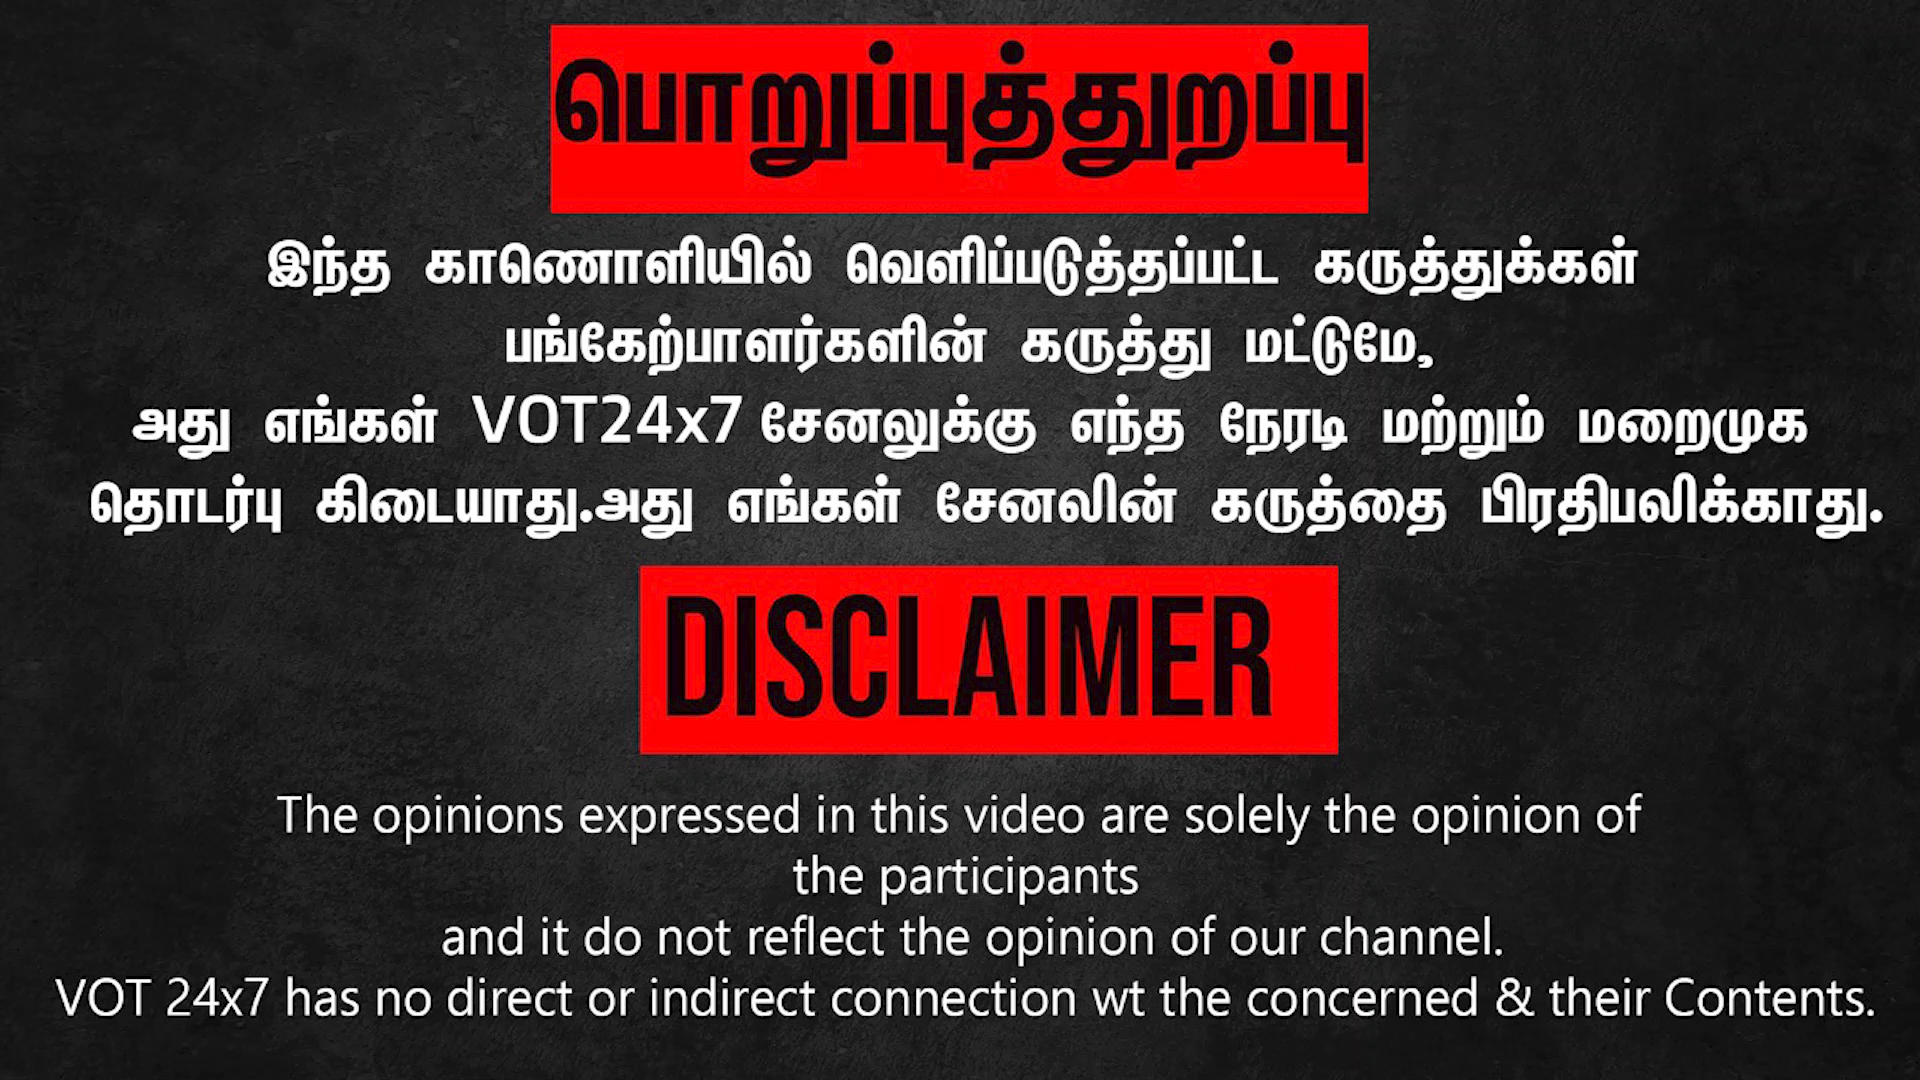 பொறுப்புத்துறப்பு
இந்த காணொளியில் வெளிப்படுத்தப்பட்ட கருத்துக்கள்
பங்கேற்பாளர்களின் கருத்து மட்டுமே,
அது எங்கள் VOT24x7 சேனலுக்கு எந்த நேரடி மற்றும் மறைமுக
தொடர்பு கிடையாது.அது எங்கள் சேனலின் கருத்தை பிரதிபலிக்காது.
DISCLAIMER
The opinions expressed in this video are solely the opinion of
the participants
and it do not reflect the opinion of our channel.
VOT 24x7 has no direct or indirect connection wt the concerned & their Contents.